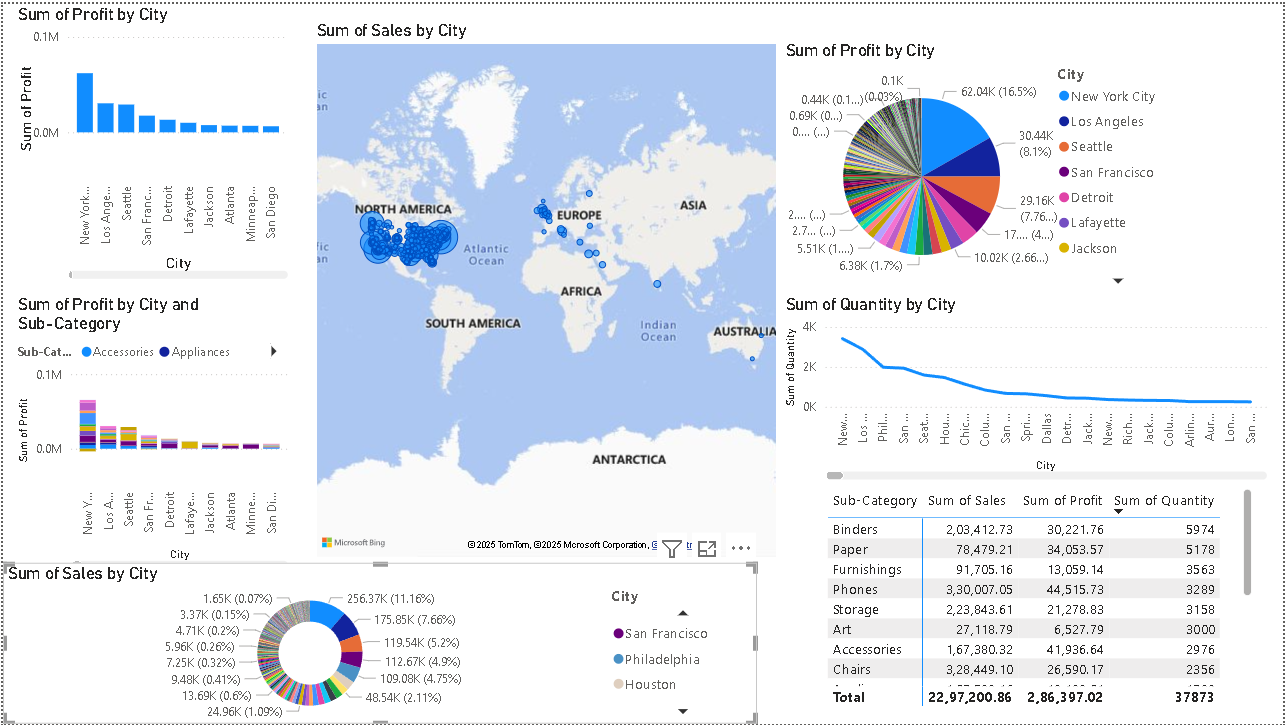 Sum of Profit by City
0.1M
0.0M
Sum of Profit
New York...
Los Ange...
Seattle
San Franci...
Detroit
Lafayette
Jackson
Atlanta
Minneap...
San Diego
City
Sum of Profit by City and
Sub-Category
Sub-Cat...
Accessories
Appliances
0.1M
0.0M
Sum of Profit
New Y...
Los A...
Seattle
San Fr...
Detroit
Lafaye...
Jackson
Atlanta
Minne...
San Di...
City
Sum of Sales by City
NORTH AMERICA
EUROPE
ASIA
Atlantic
Ocean
AFRICA
SOUTH AMERICA
Indian
Ocean
AUSTRALIA
ANTARCTICA
Microsoft Bing
©2025 TomTom, ©2025 Microsoft Corporation,
Sum of Profit by City
0.1K
(0.03%)
62.04K (16.5%)
0.44K (0.1...)
0.69K (0...)
0.... (...)
30.44K
(8.1%)
29.16K
(7.76...)
17.... (4...)
10.02K (2.66...)
6.38K (1.7%)
5.51K (1....)
2.7... (...)
2.... (...)
City
New York City
Los Angeles
Seattle
San Francisco
Detroit
Lafayette
Jackson
Sum of Quantity by City
4K
2K
0K
Sum of Quantity
New...
Los...
Phil...
San...
Seat...
Hou...
Chic...
Colu...
San...
Spri...
Dallas
Detr...
Jack...
New...
Rich...
Jack...
Colu...
Arlin...
Aur...
Lon...
San ...
City
Sub-Category Sum of Sales Sum of Profit Sum of Quantity
Binders 2,03,412.73 30,221.76 5974
Paper 78,479.21 34,053.57 5178
Furnishings 91,705.16 13,059.14 3563
Phones 3,30,007.05 44,515.73 3289
Storage 2,23,843.61 21,278.83 3158
Art 27,118.79 6,527.79 3000
Accessories 1,67,380.32 41,936.64 2976
Chairs 3,28,449.10 26,590.17 2356
Total 22,97,200.86 2,86,397.02 37873
Sum of Sales by City
1.65K (0.07%)
3.37K (0.15%)
4.71K (0.2%)
5.96K (0.26%)
7.25K (0.32%)
9.48K (0.41%)
13.69K (0.6%)
24.96K (1.09%)
256.37K (11.16%)
175.85K (7.66%)
119.54K (5.2%)
112.67K (4.9%)
109.08K (4.75%)
48.54K (2.11%)
City
San Francisco
Philadelphia
Houston